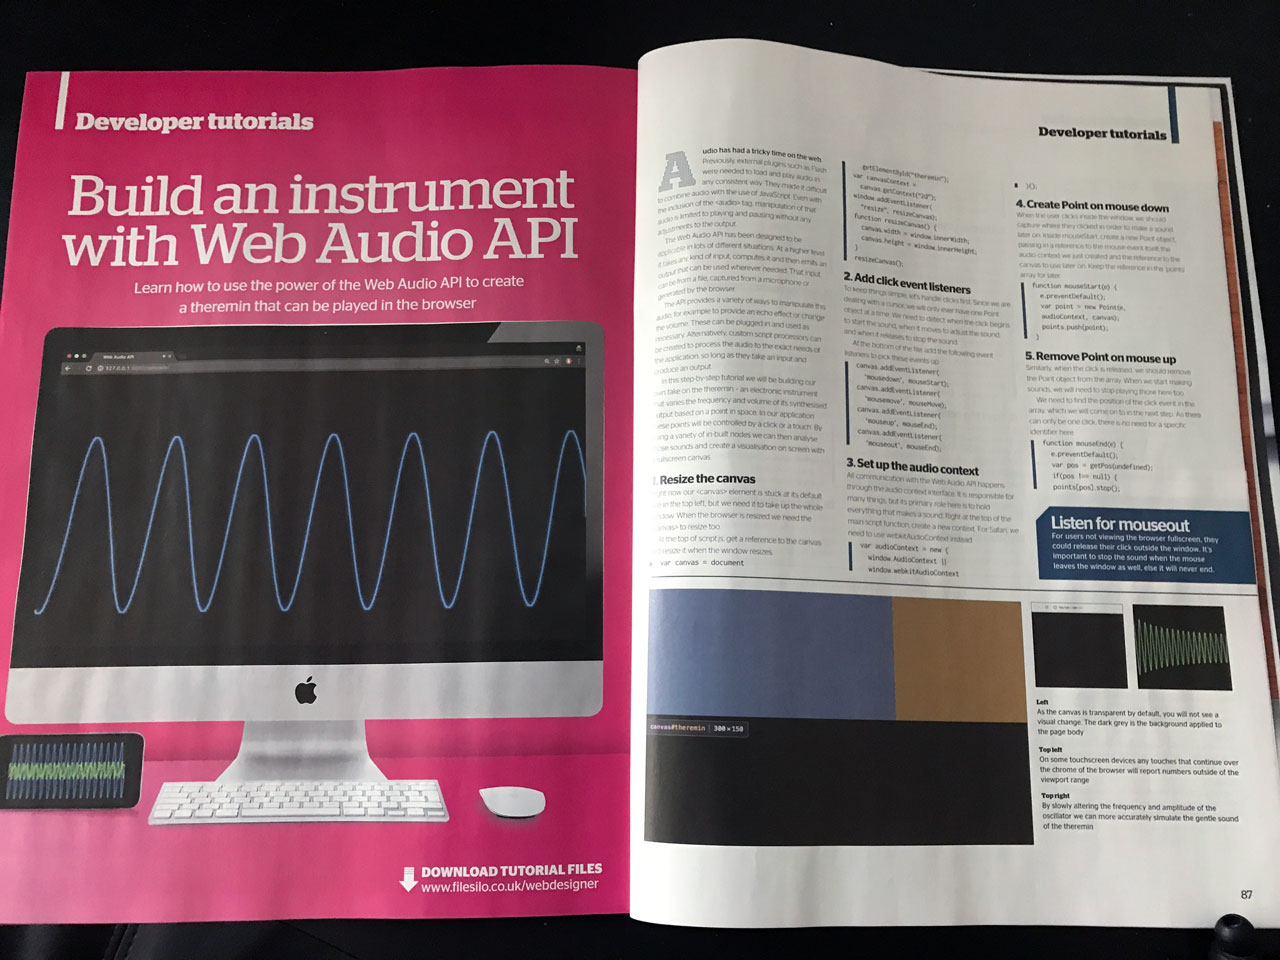 Developer tutorials
Build an instrument
with Web Audio API
Learn how to use the power of the Web Audio API to create
a theremin that can be played in the browser
Web Audio API
127.0.0.1
DOWNLOAD TUTORIAL FILES
www.filesilo.co.uk/webdesigner
Developer tutorials
Audio has had a tricky time on the web.
Previously, external plugins such as Flash
were needed to load and play audio in
any consistent way. They made it difficult
to combine audio with the use of JavaScript. Even with
the inclusion of the <audio> tag, manipulation of that
audio is limited to playing and pausing without any
adjustments to the output.
The Web Audio API has been designed to be
applicable in lots of different situations. At a higher level
it takes any kind of input, computes it and then emits an
output that can be used wherever needed. That input
can be from a file, captured from a microphone or
generated by the browser.
The API provides a variety of ways to manipulate this
audio, for example to provide an echo effect or change
the volume. These can be plugged in and used as
necessary. Alternatively, custom script processors can
be created to process the audio to the exact needs of
the application, so long as they take an input and
produce an output.
In this step-by-step tutorial we will be building our
own take on the theremin - an electronic instrument
that varies the frequency and volume of its synthesised
output based on a point in space. In our application
these points will be controlled by a click or a touch. By
using a variety of in-built nodes we can then analyse
those sounds and create a visualisation on screen with
fullscreen canvas.
1. Resize the canvas
Right now our <canvas> element is stuck at its default
size in the top left, but we need it to take up the whole
window. When the browser is resized we need the
<canvas> to resize too.
At the top of script.js, get a reference to the canvas
and resize it when the window resizes.
var canvas = document
.getElementById("theremin");
var canvasContext =
canvas.getContext("2d");
window.addEventListener(
"resize", resizeCanvas);
function resizeCanvas() {
canvas.width = window.innerWidth;
canvas.height = window.innerHeight;
}
resizeCanvas();
2. Add click event listeners
To keep things simple, let's handle clicks first. Since we are
dealing with a cursor, we will only ever have one Point
object at a time. We need to detect when the click begins
to start the sound, when it moves to adjust the sound,
and when it releases to stop the sound.
At the bottom of the file add the following event
listeners to pick these events up.
canvas.addEventListener(
'mousedown', mouseStart);
canvas.addEventListener(
'mousemove', mouseMove);
canvas.addEventListener(
'mouseup', mouseEnd);
canvas.addEventListener(
'mouseout', mouseEnd);
3. Set up the audio context
All communication with the Web Audio API happens
through the audio context interface. It is responsible for
many things, but its primary role here is to hold
everything that makes a sound. Right at the top of the
main script function, create a new context. For Safari, we
need to use webkitAudioContext instead.
var audioContext = new (
window.AudioContext ||
window.webkitAudioContext
)();
4. Create Point on mouse down
When the user clicks inside the window, we should
capture where they clicked in order to make a sound
later on. Inside mouseStart, create a new Point object,
passing in a reference to the mouse event itself, the
audio context we just created and the reference to the
canvas to use later on. Keep the reference in the 'points'
array for later.
function mouseStart(e) {
e.preventDefault();
var point = new Point(e,
audioContext, canvas);
points.push(point);
}
5. Remove Point on mouse up
Similarly, when the click is released, we should remove
the Point object from the array. When we start making
sounds, we will need to stop playing those here too.
We need to find the position of the click event in the
array, which we will come on to in the next step. As there
can only be one click, there is no need for a specific
identifier here.
function mouseEnd(e) {
e.preventDefault();
var pos = getPos(undefined);
if(pos !== null) {
points[pos].stop();
Listen for mouseout
For users not viewing the browser fullscreen, they
could release their click outside the window. It's
important to stop the sound when the mouse
leaves the window as well, else it will never end.
canvas#theremin | 300 × 150
Left
As the canvas is transparent by default, you will not see a
visual change. The dark grey is the background applied to
the page body
Top left
On some touchscreen devices any touches that continue over
the chrome of the browser will report numbers outside of the
viewport range
Top right
By slowly altering the frequency and amplitude of the
oscillator we can more accurately simulate the gentle sound
of the theremin
87